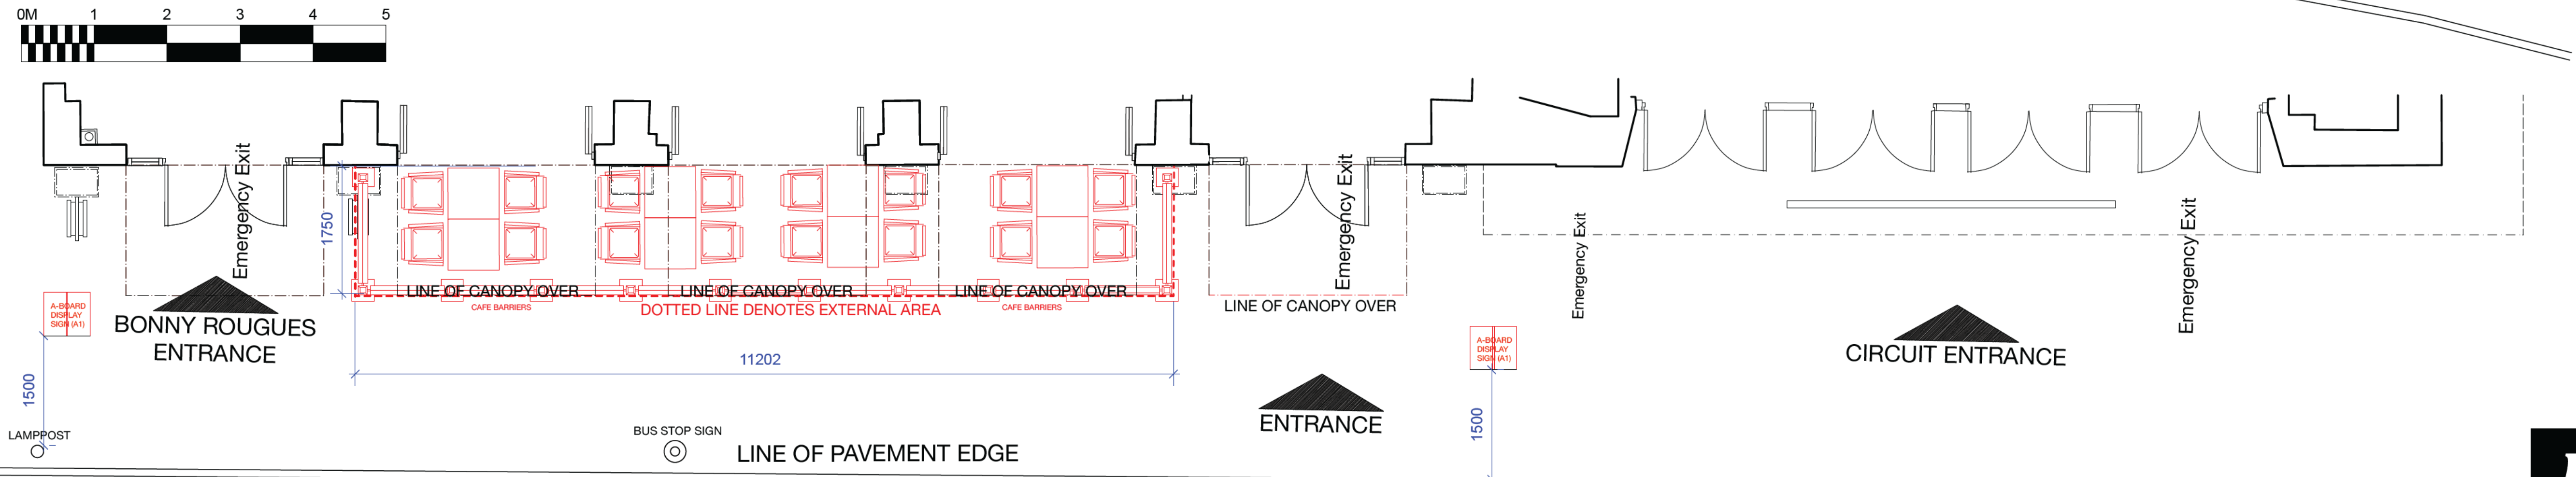 0M 1 2 3 4 5
Emergency Exit
Emergency Exit
Emergency Exit
Emergency Exit
1750
LINE OF CANOPY OVER
LINE OF CANOPY OVER
LINE OF CANOPY OVER
CAFE BARRIERS
CAFE BARRIERS
DOTTED LINE DENOTES EXTERNAL AREA
LINE OF CANOPY OVER
A-BOARD
DISPLAY
SIGN (A1)
BONNY ROUGUES
ENTRANCE
A-BOARD
DISPLAY
SIGN (A1)
CIRCUIT ENTRANCE
11202
1500
ENTRANCE
1500
LAMPPOST
BUS STOP SIGN
LINE OF PAVEMENT EDGE